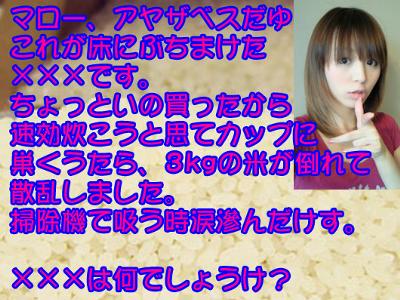 マロー、アヤザベスだゆ
これが床にぶちまけた
×××です。
ちょっといの買ったから
速効炊こうと思てカップに
巣くうたら、3kgの米が倒れて
散乱しました。
掃除機で吸う時涙滲んだけす。
×××は何でしょうけ？